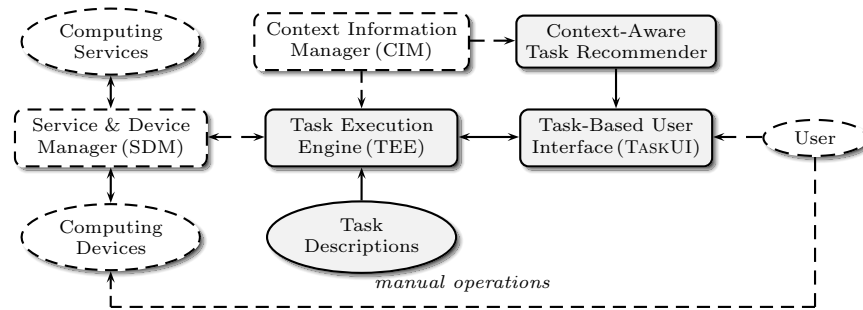 Computing
Services
Context Information
Manager (CIM)
Context-Aware
Task Recommender
Service & Device
Manager (SDM)
Task Execution
Engine (TEE)
Task-Based User
Interface (TASKUI)
User
Computing
Devices
Task
Descriptions
manual operations